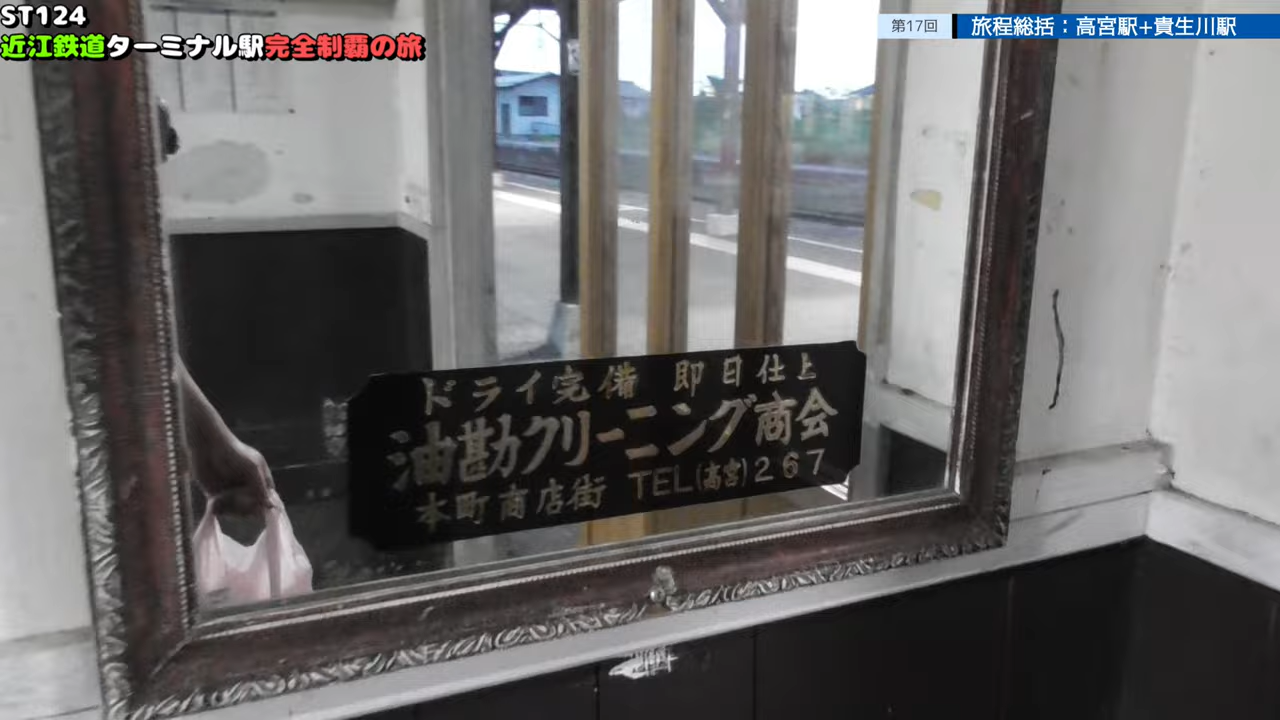 ST124
近江鉄道ターミナル駅完全制覇の旅
第17回 旅程総括：高宮駅+貴生川駅
ドライ完備 即日仕上
油勘クリーニング商会
本町商店街 TEL(高宮)267